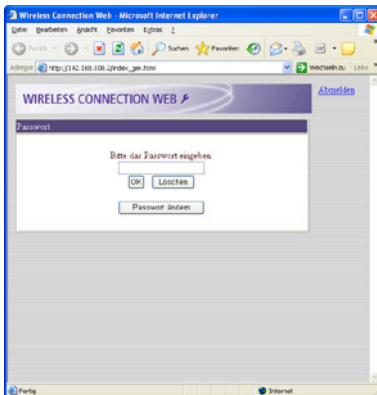 Wireless Connection Web - Microsoft Internet Explorer
Datei Bearbeiten Ansicht Favoriten Extras ?
Zurück Suchen Favoriten
Adresse http://192.168.100.2/index_ger.html Wechseln zu Links
WIRELESS CONNECTION WEB
Abmelden
Passwort
Bitte das Passwort eingeben.
OK Löschen
Passwort ändern
Fertig Internet